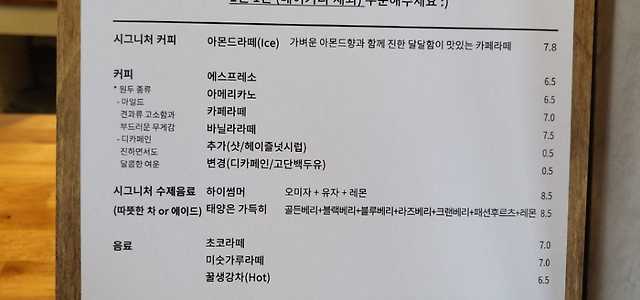 주문해주세요 :)
시그니처 커피 아몬드라떼(Ice) 가벼운 아몬드향과 함께 진한 달달함이 맛있는 카페라떼 7.8
커피 에스프레소 6.5
* 원두 종류 아메리카노 6.5
- 마일드 카페라떼 7.0
견과류 고소함과 바닐라라떼 7.5
부드러운 무게감
- 디카페인 추가(샷/헤이즐넛시럽) 0.5
진하면서도
달콤한 여운 변경(디카페인/고단백두유) 0.5
시그니처 수제음료 하이썸머 오미자 + 유자 + 레몬 8.5
(따뜻한 차 or 에이드) 태양은 가득히 골든베리+블랙베리+블루베리+라즈베리+크랜베리+패션후르츠+레몬 8.5
음료 초코라떼 7.0
미숫가루라떼 7.0
꿀생강차(Hot) 6.5